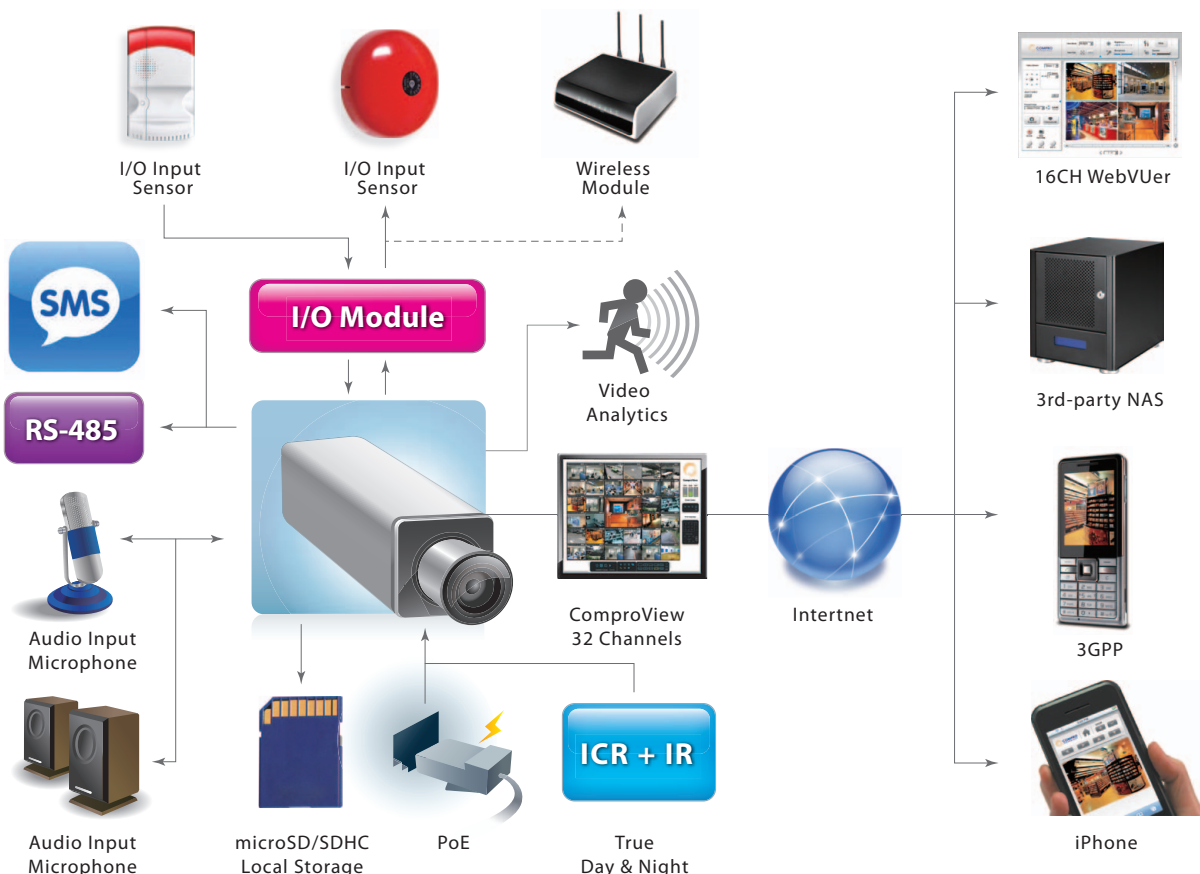 I/O Input
Sensor
I/O Input
Sensor
Wireless
Module
16CH WebVUer
SMS
I/O Module
Video
Analytics
3rd-party NAS
RS-485
Audio Input
Microphone
ComproView
32 Channels
Intertnet
3GPP
ICR + IR
Audio Input
Microphone
microSD/SDHC
Local Storage
PoE
True
Day & Night
iPhone